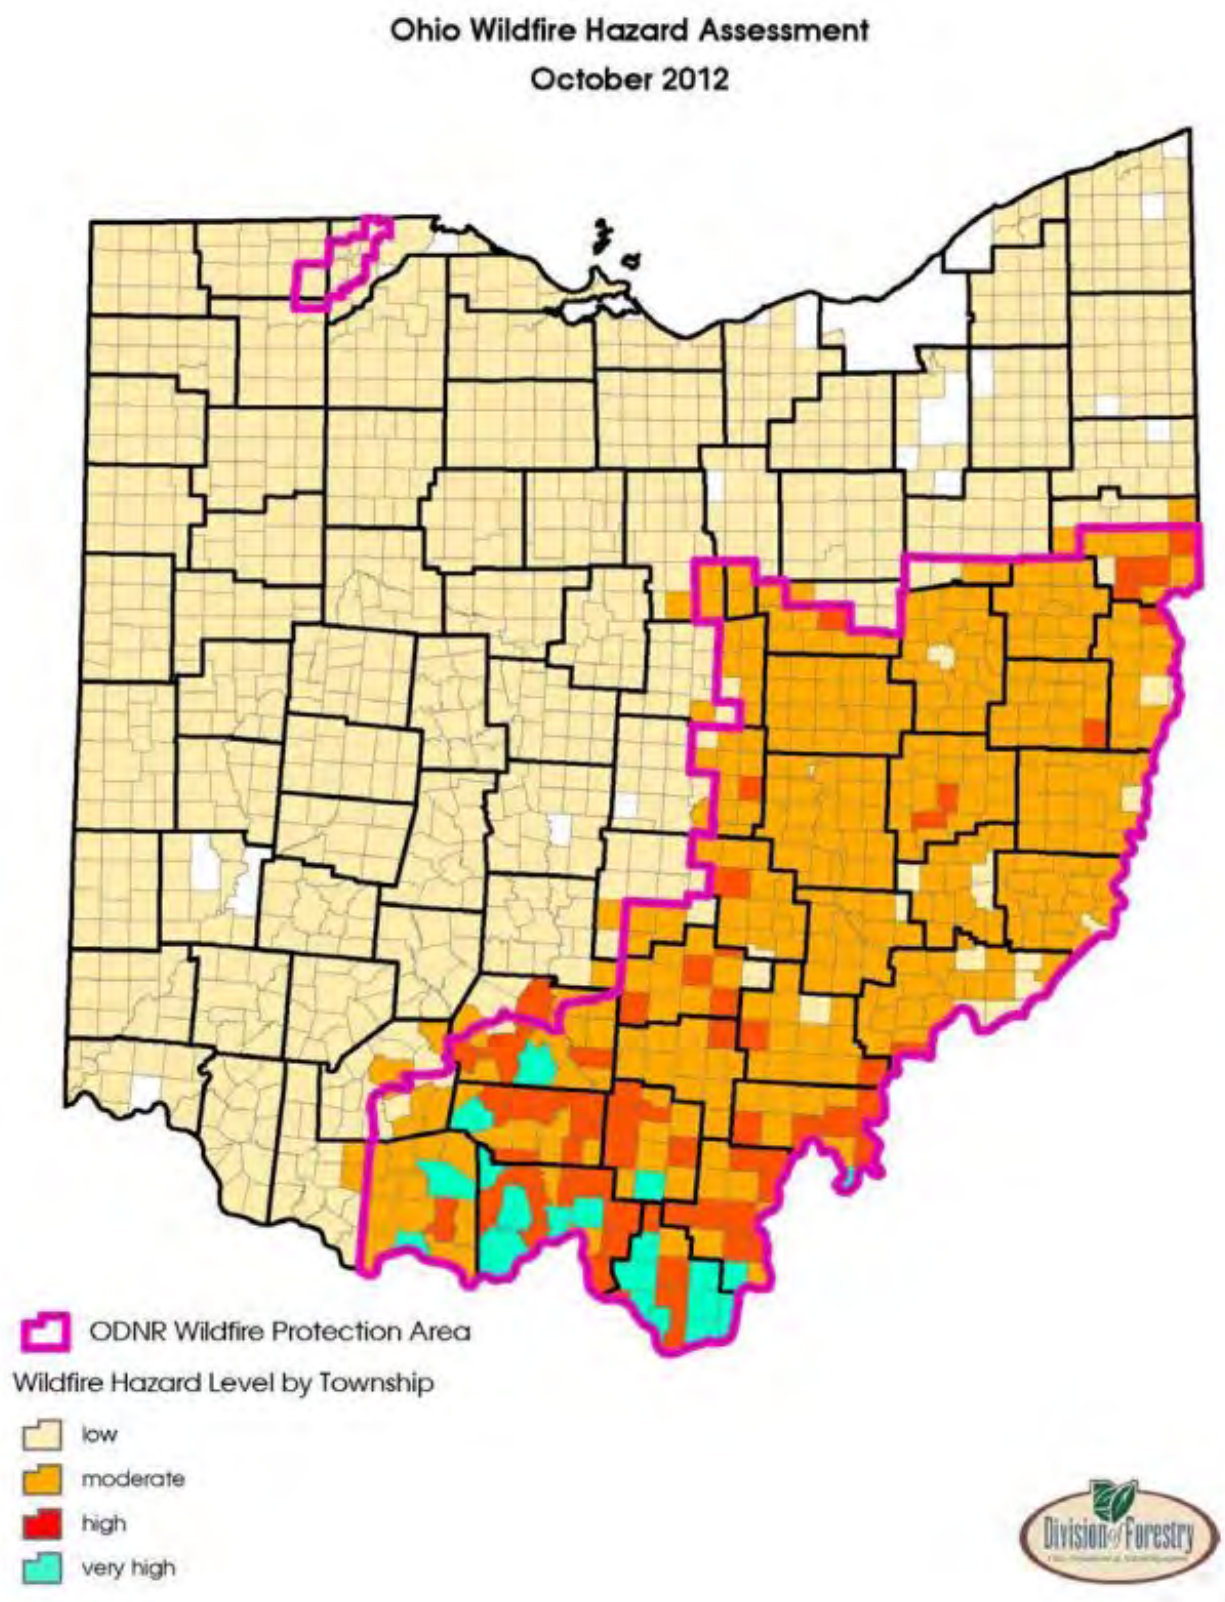 Ohio Wildfire Hazard Assessment
October 2012
ODNR Wildfire Protection Area
Wildfire Hazard Level by Township
low
moderate
high
very high
Division of Forestry